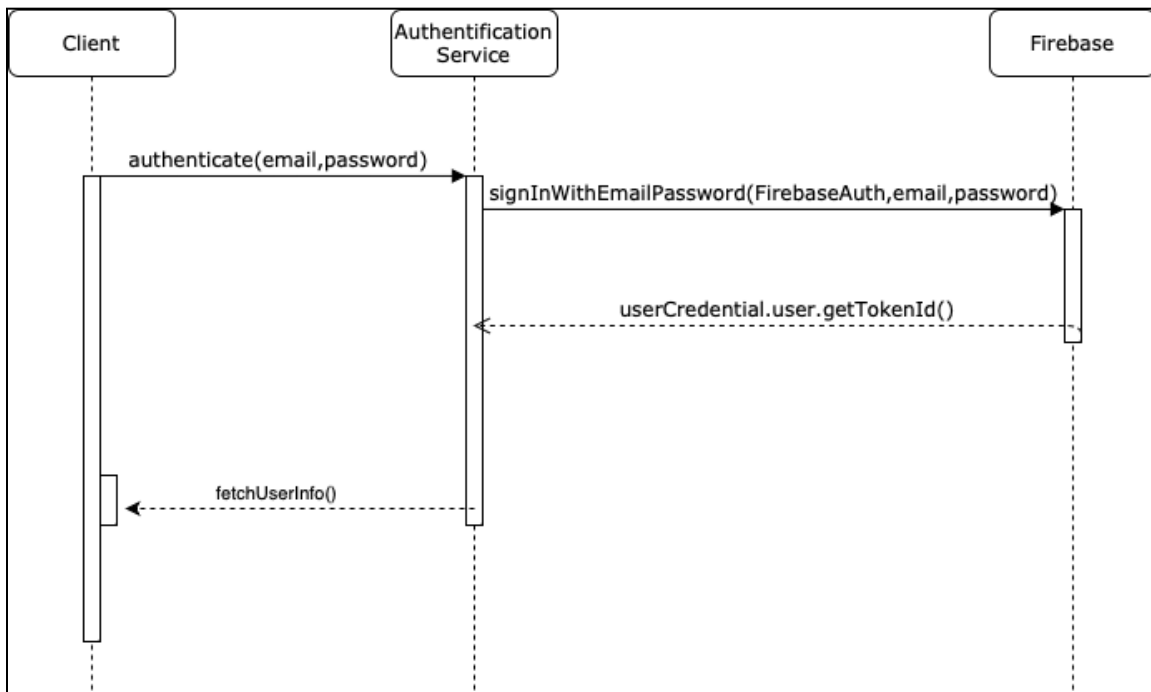 Client
Authentification
Service
Firebase
authenticate(email,password)
signInWithEmailPassword(FirebaseAuth,email,password)
userCredential.user.getTokenId()
fetchUserInfo()